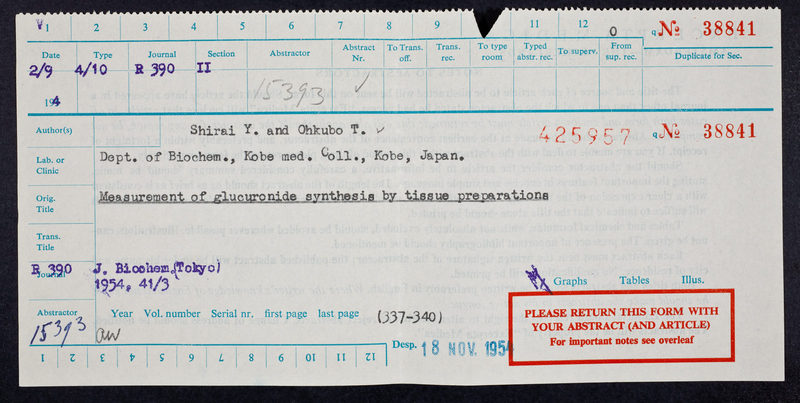 V1 2 3 4 5 6 7 8 9 11 12
0 qNo 38841
Date Type Journal Section Abstractor Abstract Nr. To Trans. off. Trans. rec. To type room Typed abstr. rec. To superv. From sup. rec. Duplicate for Sec.
2/9 4/10 R 390 II 15393 ✓
194
Author(s) Shirai Y. and Ohkubo T. ✓ 425957 qNo 38841
Lab. or Clinic Dept. of Biochem., Kobe med. Coll., Kobe, Japan.
Orig. Title Measurement of glucuronide synthesis by tissue preparations
Trans. Title
R 390 Journal J. Biochem.(Tokyo)
1954, 41/3
Graphs Tables Illus.
Abstractor Year Vol. number Serial nr. first page last page (337-340)
15393 aw
PLEASE RETURN THIS FORM WITH
YOUR ABSTRACT (AND ARTICLE)
For important notes see overleaf
Desp. 18 NOV. 1954
1 2 3 4 5 6 7 8 9 10 11 12